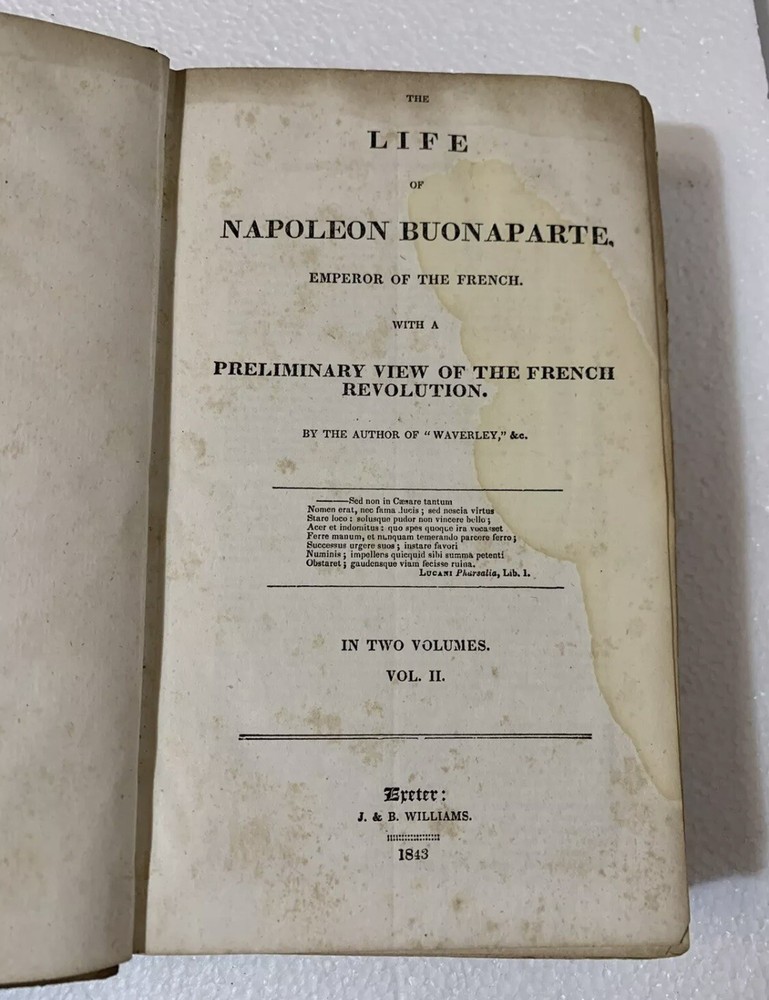 THE
LIFE
OF
NAPOLEON BUONAPARTE,
EMPEROR OF THE FRENCH.
WITH A
PRELIMINARY VIEW OF THE FRENCH
REVOLUTION.
BY THE AUTHOR OF "WAVERLEY," &c.
———Sed non in Cæsare tantum
Nomen erat, nec fama ducis; sed nescia virtus
Stare loco: solusque pudor non vincere bello;
Acer et indomitus: quo spes quoque ira vocasset
Ferre manum, et nunquam temerando parcere ferro;
Successus urgere suos; instare favori
Numinis; impellens quicquid sibi summa petenti
Obstaret; gaudensque viam fecisse ruina.
LUCANI Pharsalia, Lib. 1.
IN TWO VOLUMES.
VOL. II.
Exeter:
J. & B. WILLIAMS.
1843